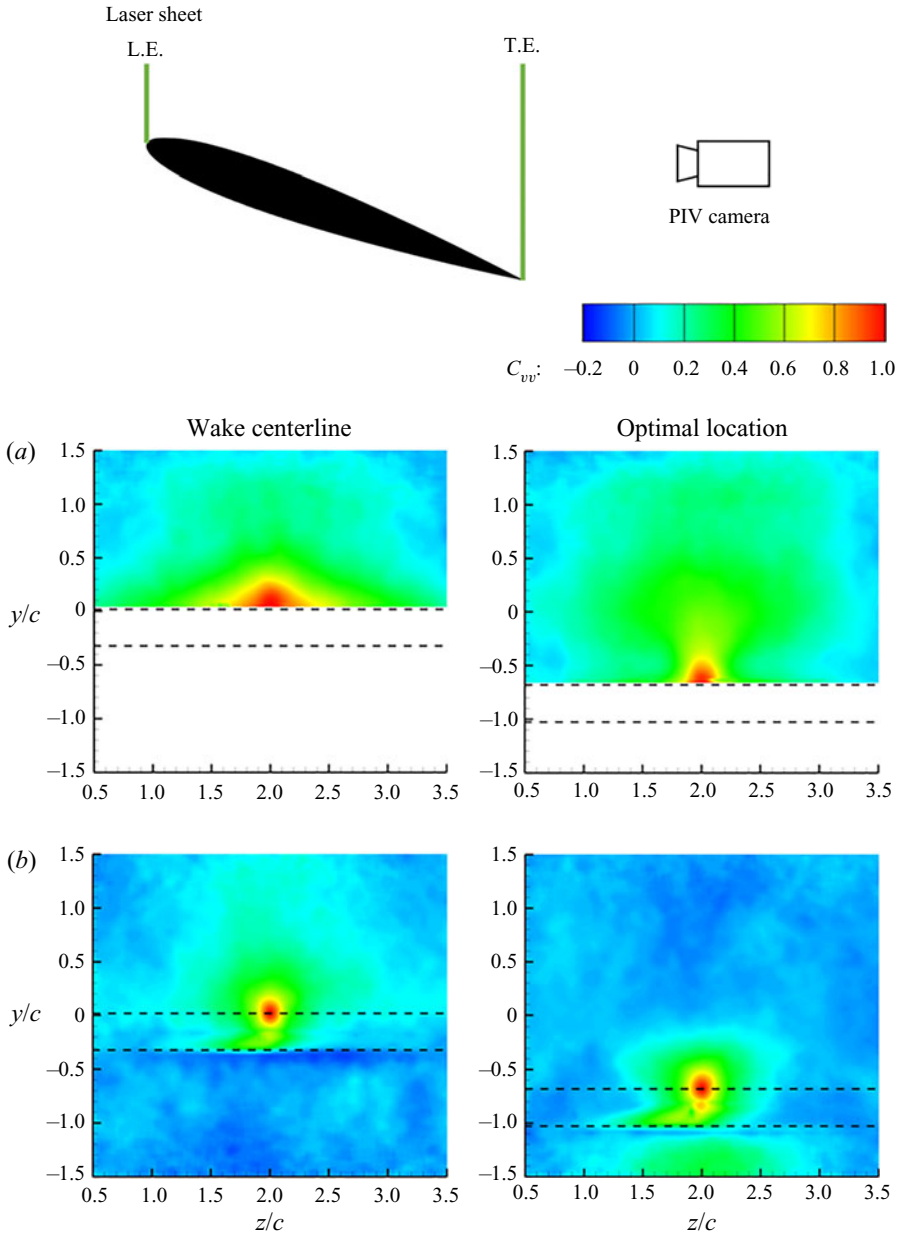 Laser sheet
L.E.
T.E.
PIV camera
C_vv: –0.2 0 0.2 0.4 0.6 0.8 1.0
Wake centerline
Optimal location
(a)
1.5
1.0
0.5
0
–0.5
–1.0
–1.5
y/c
0.5 1.0 1.5 2.0 2.5 3.0 3.5
1.5
1.0
0.5
0
–0.5
–1.0
–1.5
0.5 1.0 1.5 2.0 2.5 3.0 3.5
(b)
1.5
1.0
0.5
0
–0.5
–1.0
–1.5
y/c
0.5 1.0 1.5 2.0 2.5 3.0 3.5
z/c
1.5
1.0
0.5
0
–0.5
–1.0
–1.5
0.5 1.0 1.5 2.0 2.5 3.0 3.5
z/c